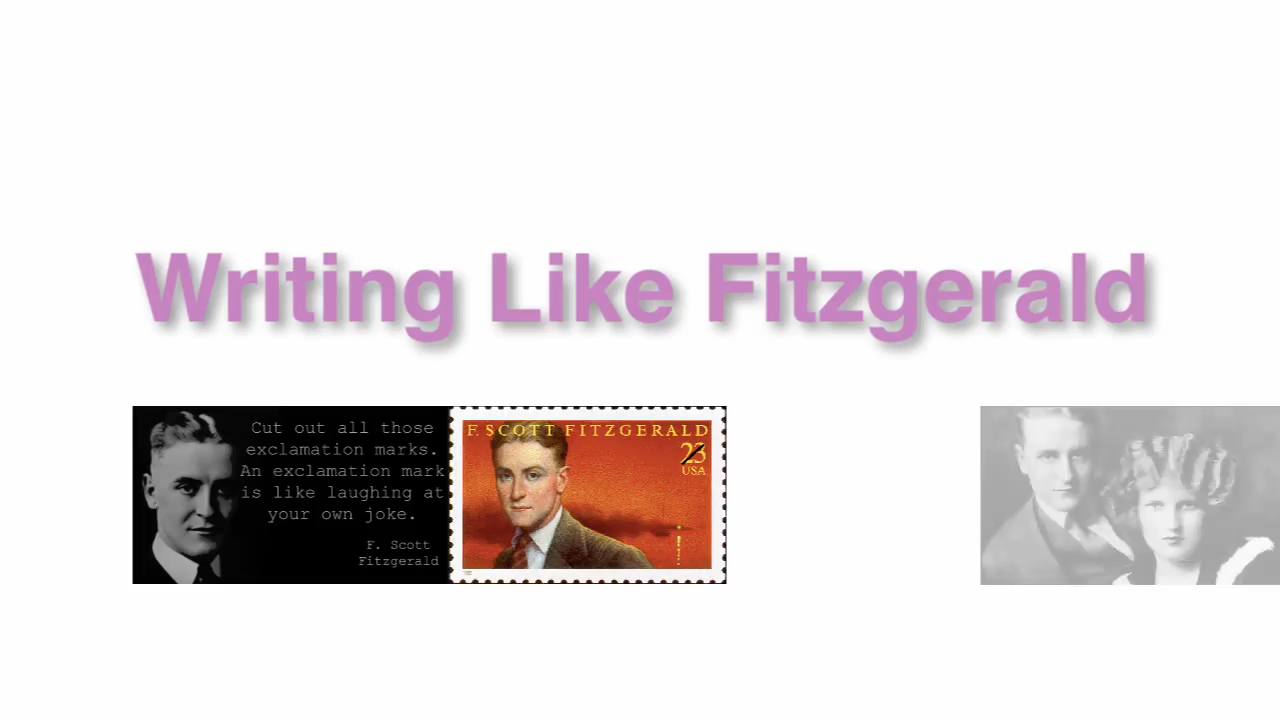 Writing Like Fitzgerald
Cut out all those
exclamation marks.
An exclamation mark
is like laughing at
your own joke.
F. Scott
Fitzgerald
F. SCOTT FITZGERALD
23
USA